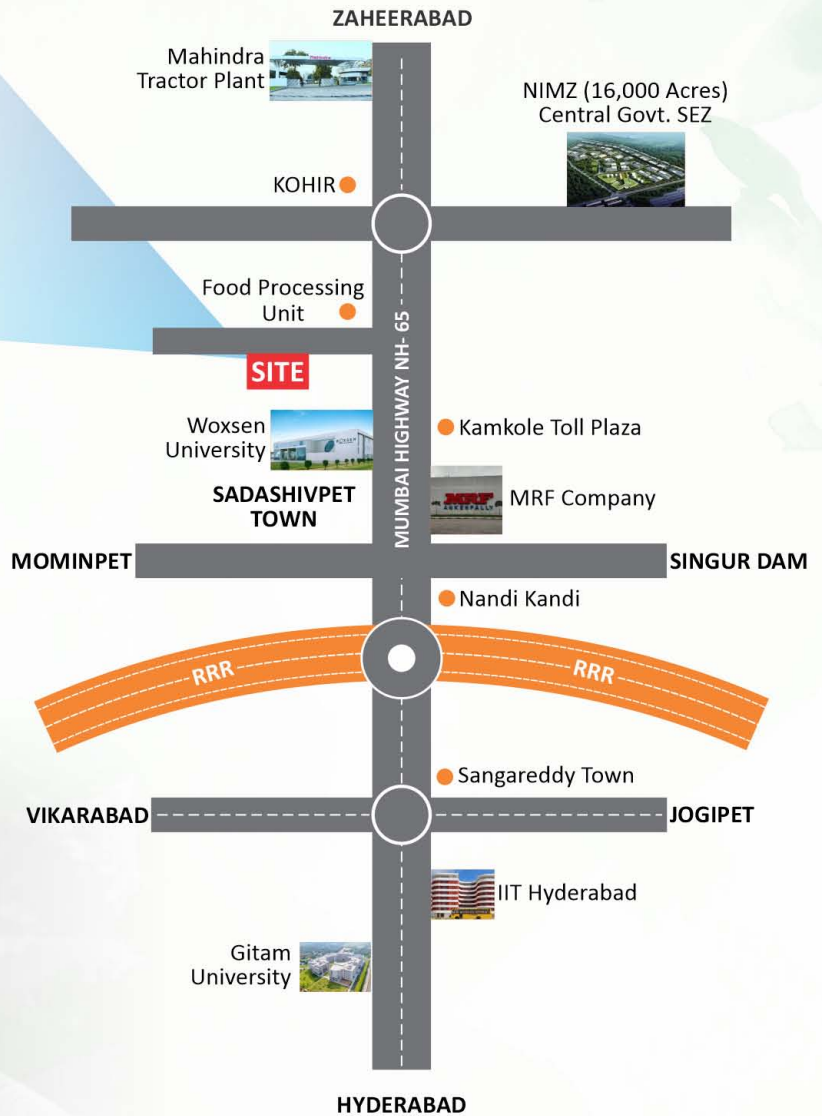 ZAHEERABAD
Mahindra
Tractor Plant
NIMZ (16,000 Acres)
Central Govt. SEZ
KOHIR
Food Processing
Unit
SITE
MUMBAI HIGHWAY NH- 65
Woxsen
University
Kamkole Toll Plaza
SADASHIVPET
TOWN
MRF
ANKENPALLY
MRF Company
MOMINPET
SINGUR DAM
Nandi Kandi
RRR
RRR
Sangareddy Town
VIKARABAD
JOGIPET
IIT Hyderabad
Gitam
University
HYDERABAD